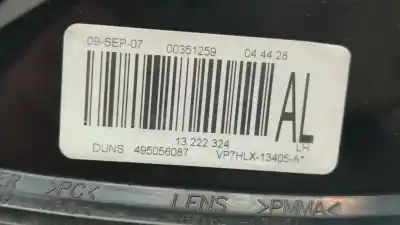 09-SEP-07 00351259 04 44 28
AL
13 222 324 LH
DUNS 495056087 VP7HLX-13405-A*
>PC< LENS >PMMA<